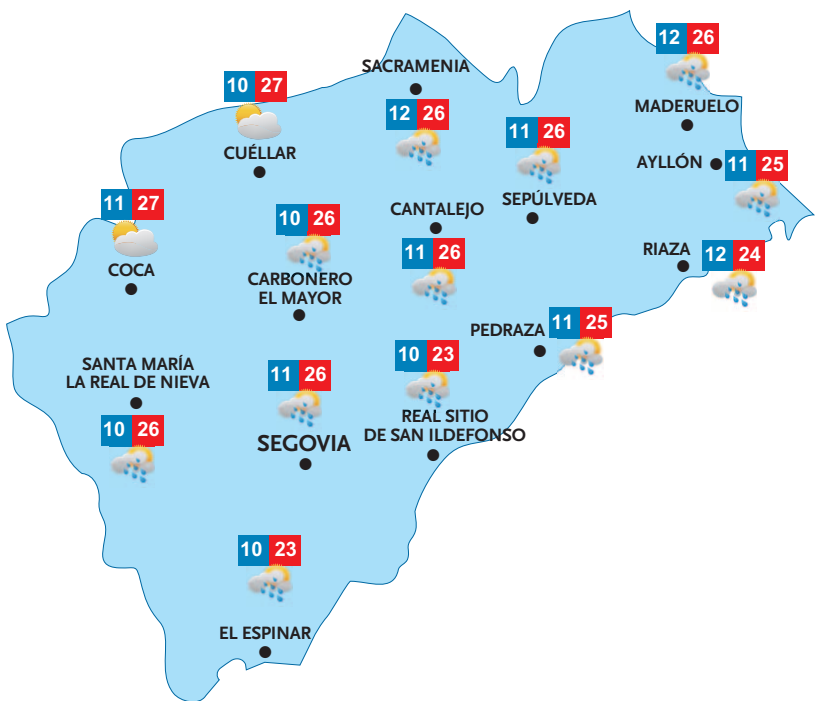 12 26
MADERUELO
SACRAMENIA
12 26
10 27
CUÉLLAR
11 26
SEPÚLVEDA
AYLLÓN
11 25
11 27
COCA
10 26
CARBONERO
EL MAYOR
CANTALEJO
11 26
RIAZA
12 24
PEDRAZA
11 25
SANTA MARÍA
LA REAL DE NIEVA
10 26
11 26
SEGOVIA
10 23
REAL SITIO
DE SAN ILDEFONSO
10 23
EL ESPINAR